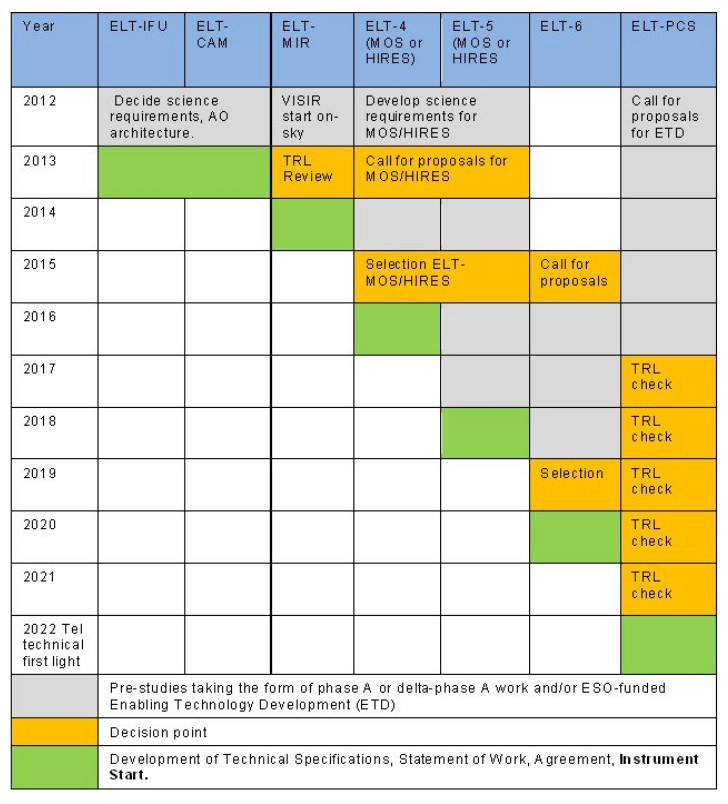 Year ELT-IFU ELT- ELT- ELT-4 ELT-5 ELT-6 ELT-PCS
CAM MIR (MOS or (MOS or
HIRES) HIRES
2012 Decide science VISIR Develop science Call for
requirements, AO start on- requirements for proposals
architecture. sky MOS/HIRES for ETD
2013 TRL Call for proposals for
Review MOS/HIRES
2014
2015 Selection ELT- Call for
MOS/HIRES proposals
2016
2017 TRL
check
2018 TRL
check
2019 Selection TRL
check
2020 TRL
check
2021 TRL
check
2022 Tel
technical
first light
Pre-studies taking the form of phase A or delta-phase A work and/or ESO-funded
Enabling Technology Development (ETD)
Decision point
Development of Technical Specifications, Statement of Work, Agreement, Instrument
Start.